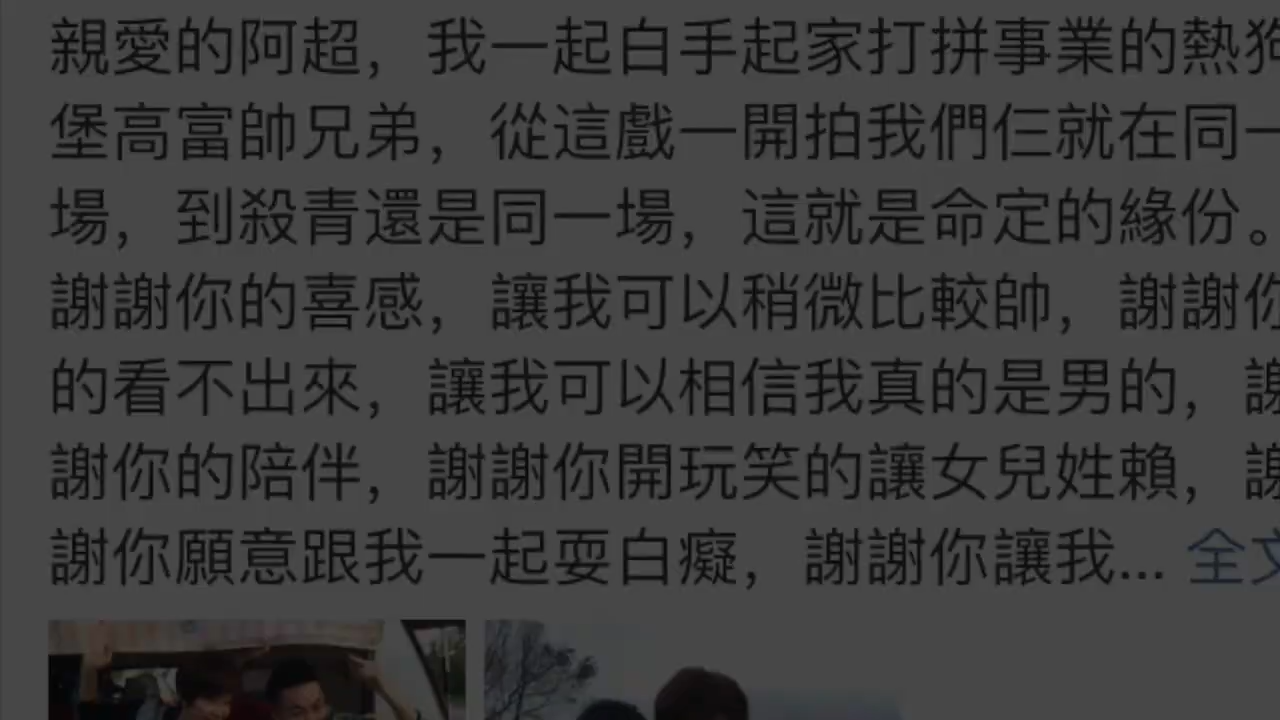 親愛的阿超，我一起白手起家打拼事業的熱狗
堡高富帥兄弟，從這戲一開拍我們仨就在同一
場，到殺青還是同一場，這就是命定的緣份。
謝謝你的喜感，讓我可以稍微比較帥，謝謝你
的看不出來，讓我可以相信我真的是男的，謝
謝你的陪伴，謝謝你開玩笑的讓女兒姓賴，謝
謝你願意跟我一起耍白癡，謝謝你讓我... 全文